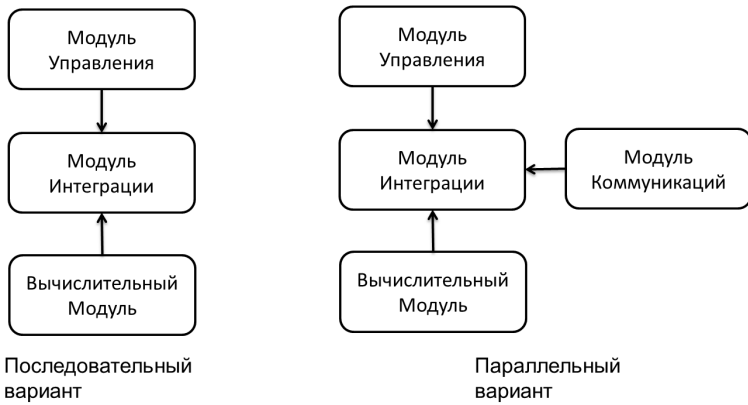 Модуль
Управления
Модуль
Интеграции
Вычислительный
Модуль
Последовательный
вариант
Модуль
Управления
Модуль
Интеграции
Модуль
Коммуникаций
Вычислительный
Модуль
Параллельный
вариант